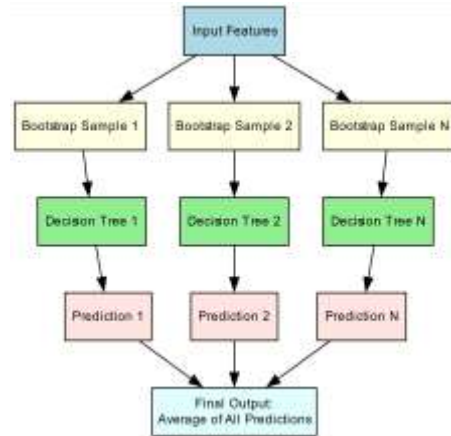 Input Features
Bootstrap Sample 1
Bootstrap Sample 2
Bootstrap Sample N
Decision Tree 1
Decision Tree 2
Decision Tree N
Prediction 1
Prediction 2
Prediction N
Final Output:
Average of All Predictions